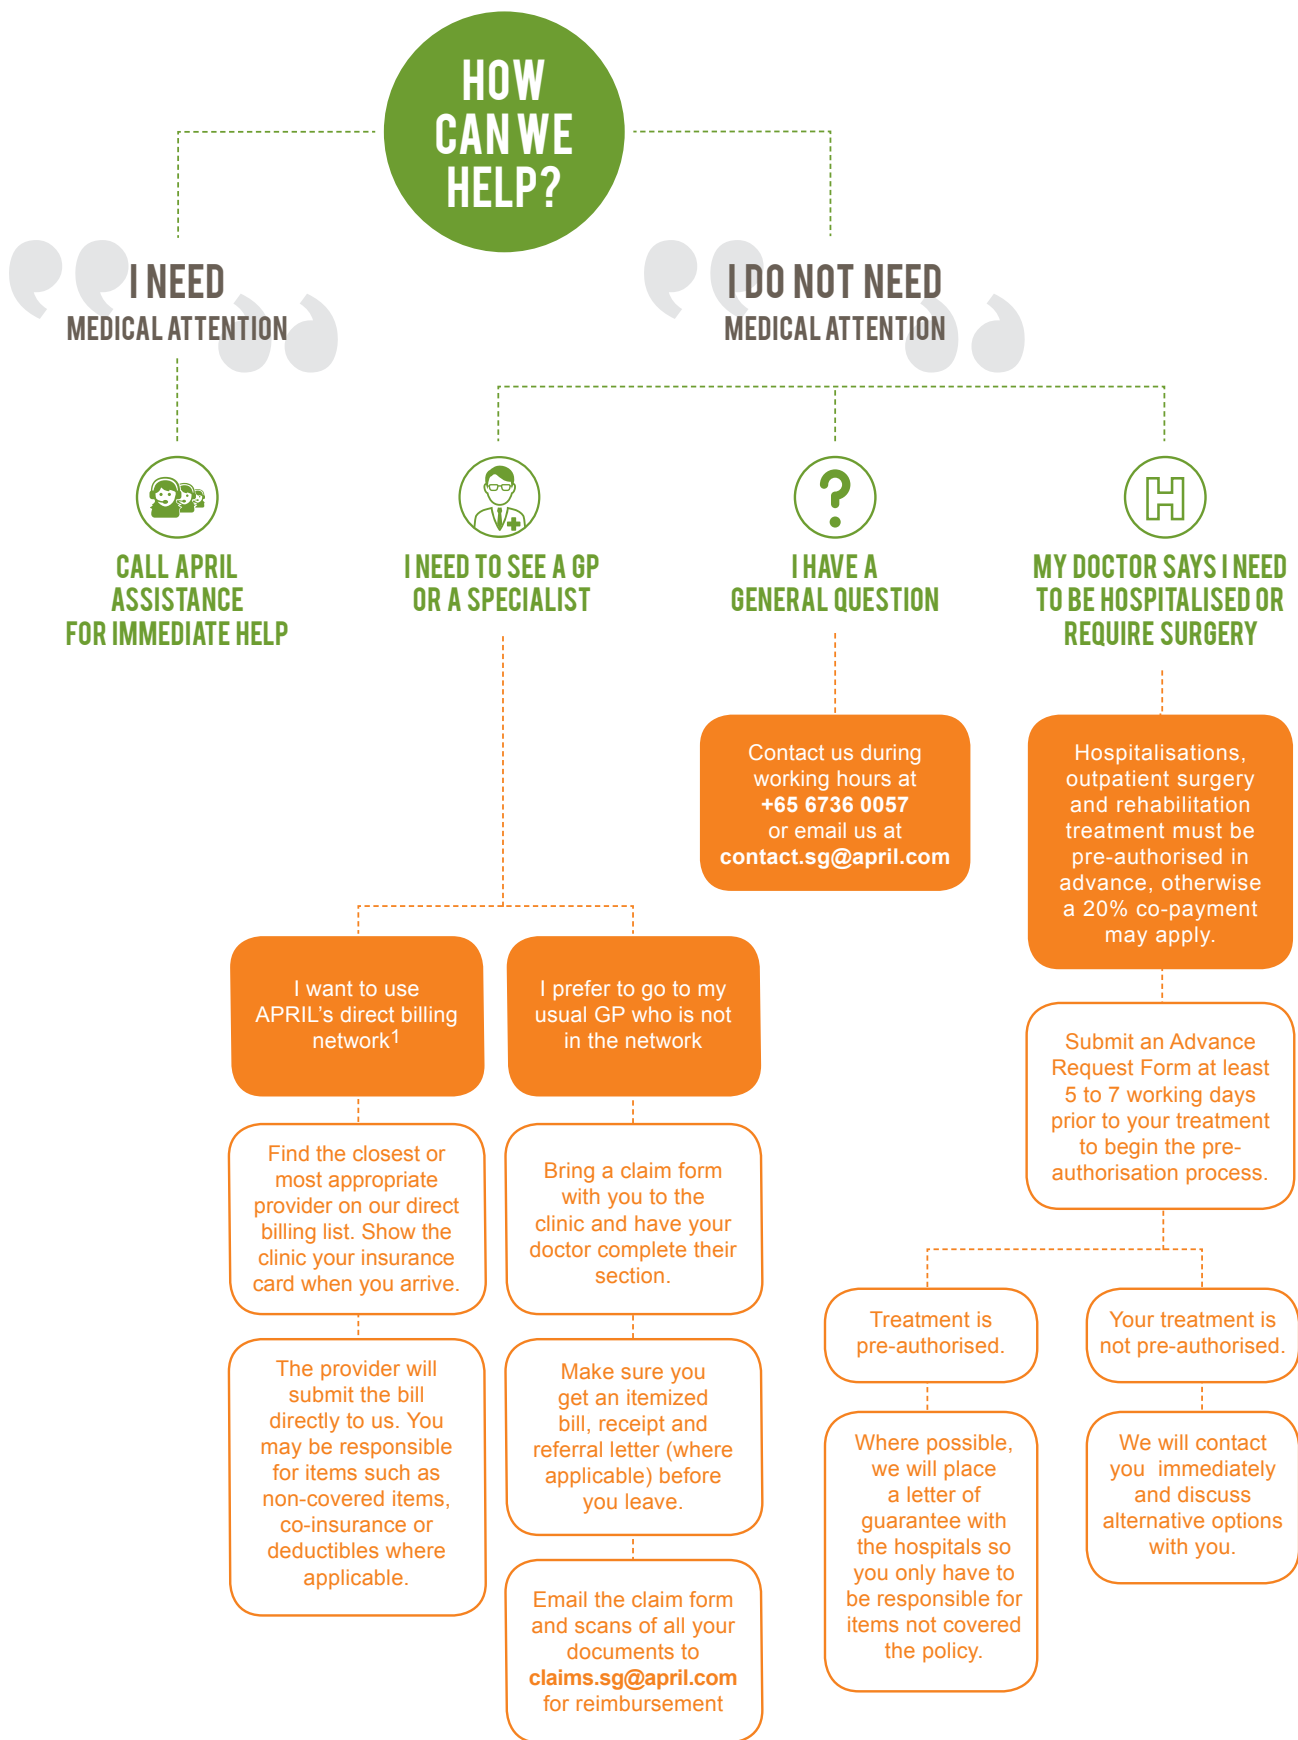 HOW
CAN WE
HELP?
I NEED
MEDICAL ATTENTION
I DO NOT NEED
MEDICAL ATTENTION
CALL APRIL
ASSISTANCE
FOR IMMEDIATE HELP
I NEED TO SEE A GP
OR A SPECIALIST
I HAVE A
GENERAL QUESTION
MY DOCTOR SAYS I NEED
TO BE HOSPITALISED OR
REQUIRE SURGERY
Contact us during
working hours at
+65 6736 0057
or email us at
contact.sg@april.com
Hospitalisations,
outpatient surgery
and rehabilitation
treatment must be
pre-authorised in
advance, otherwise
a 20% co-payment
may apply.
I want to use
APRIL's direct billing
network1
I prefer to go to my
usual GP who is not
in the network
Submit an Advance
Request Form at least
5 to 7 working days
prior to your treatment
to begin the pre-
authorisation process.
Find the closest or
most appropriate
provider on our direct
billing list. Show the
clinic your insurance
card when you arrive.
Bring a claim form
with you to the
clinic and have your
doctor complete their
section.
Treatment is
pre-authorised.
Your treatment is
not pre-authorised.
The provider will
submit the bill
directly to us. You
may be responsible
for items such as
non-covered items,
co-insurance or
deductibles where
applicable.
Make sure you
get an itemized
bill, receipt and
referral letter (where
applicable) before
you leave.
Where possible,
we will place
a letter of
guarantee with
the hospitals so
you only have to
be responsible for
items not covered
the policy.
We will contact
you  immediately
and discuss
alternative options
with you.
Email the claim form
and scans of all your
documents to
claims.sg@april.com
for reimbursement